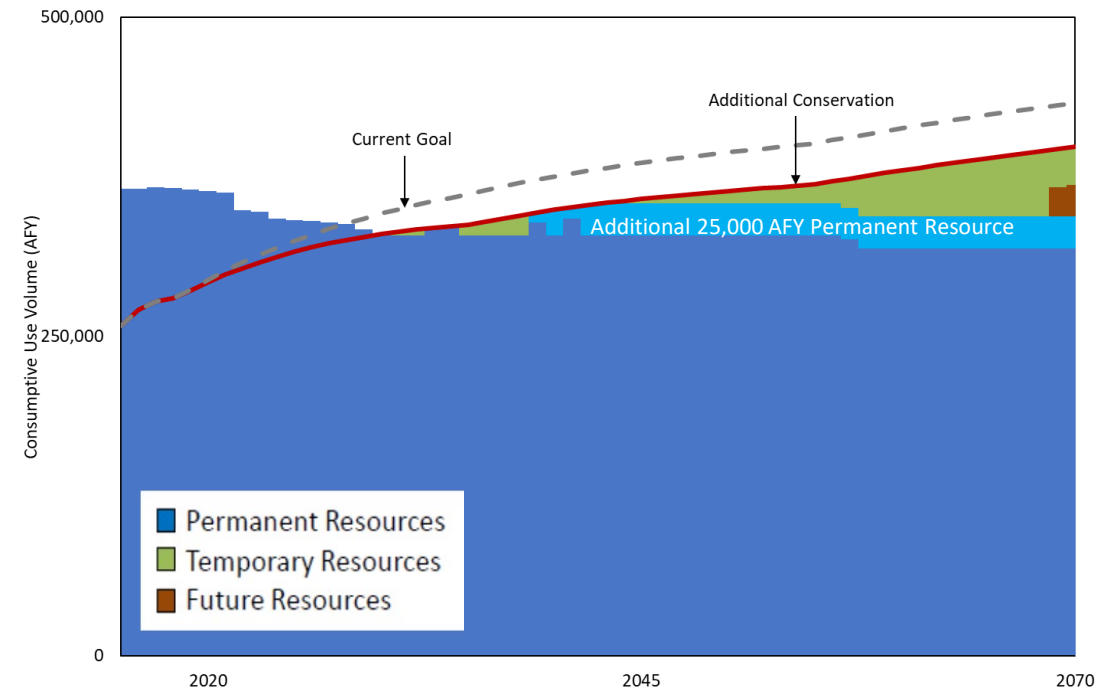 500,000
Additional Conservation
Current Goal
Additional 25,000 AFY Permanent Resource
Consumptive Use Volume (AFY)
250,000
Permanent Resources
Temporary Resources
Future Resources
0
2020
2045
2070